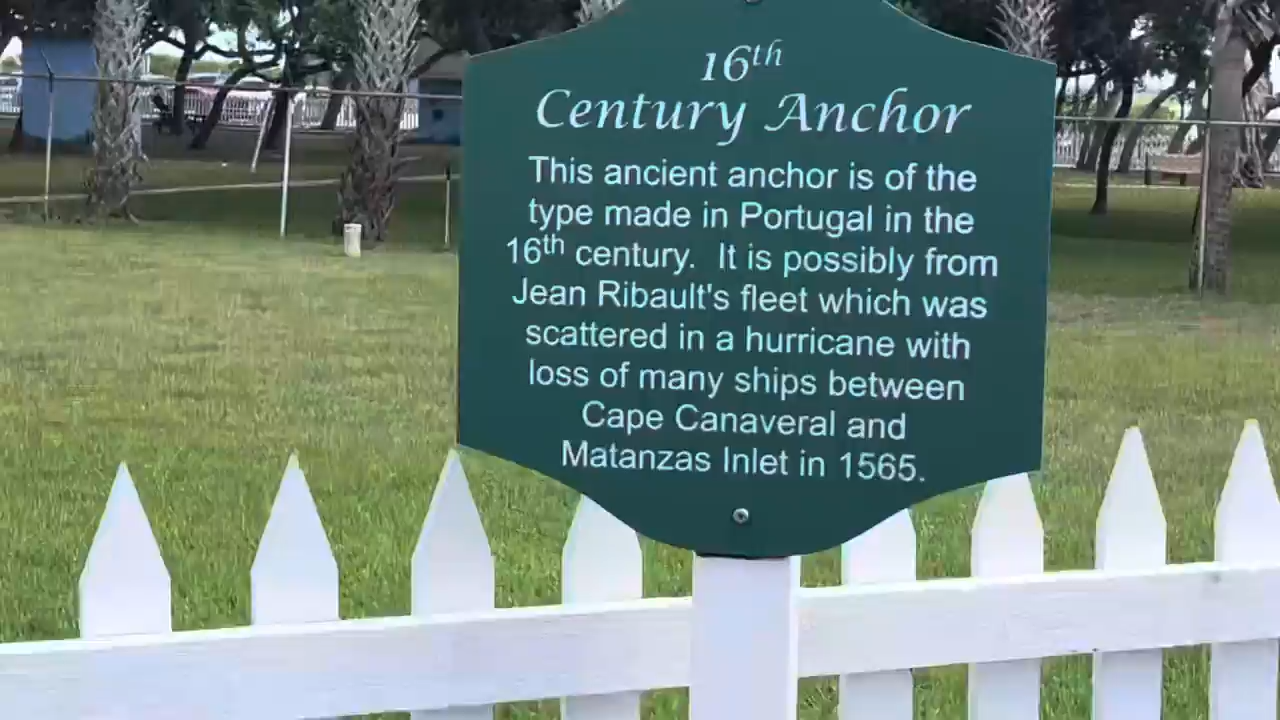 16th
Century Anchor
This ancient anchor is of the
type made in Portugal in the
16th century. It is possibly from
Jean Ribault's fleet which was
scattered in a hurricane with
loss of many ships between
Cape Canaveral and
Matanzas Inlet in 1565.